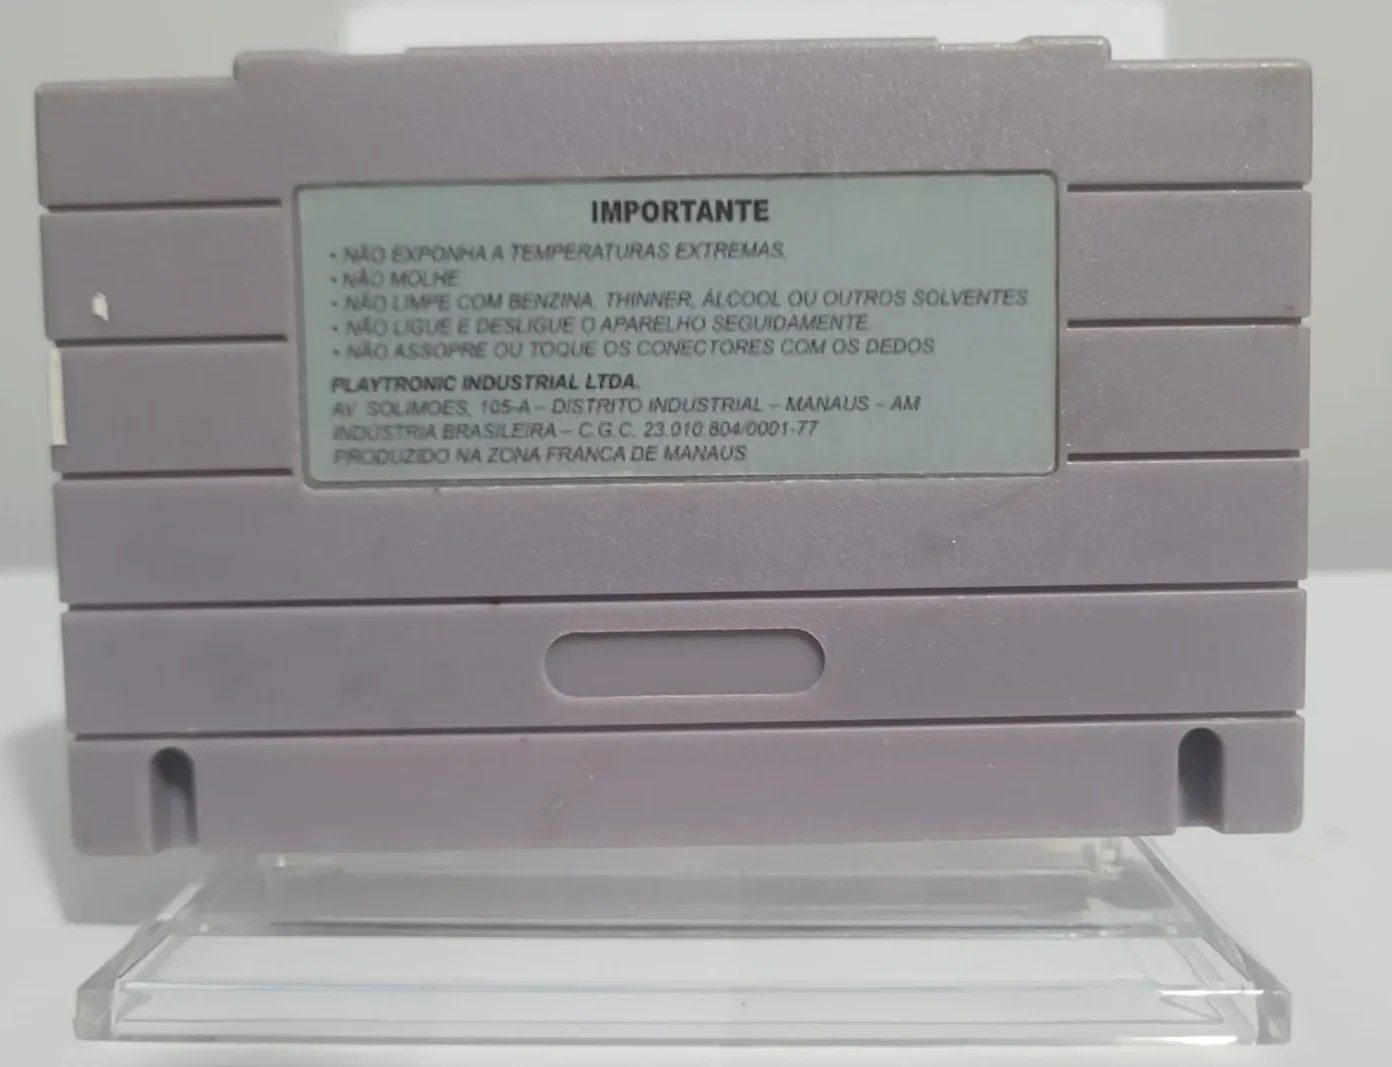 IMPORTANTE
• NÃO EXPONHA A TEMPERATURAS EXTREMAS.
• NÃO MOLHE.
• NÃO LIMPE COM BENZINA, THINNER, ÁLCOOL OU OUTROS SOLVENTES.
• NÃO LIGUE E DESLIGUE O APARELHO SEGUIDAMENTE.
• NÃO ASSOPRE OU TOQUE OS CONECTORES COM OS DEDOS.
PLAYTRONIC INDUSTRIAL LTDA.
AV. SOLIMOES, 105-A – DISTRITO INDUSTRIAL – MANAUS – AM
INDÚSTRIA BRASILEIRA – C.G.C. 23.010.804/0001-77
PRODUZIDO NA ZONA FRANCA DE MANAUS